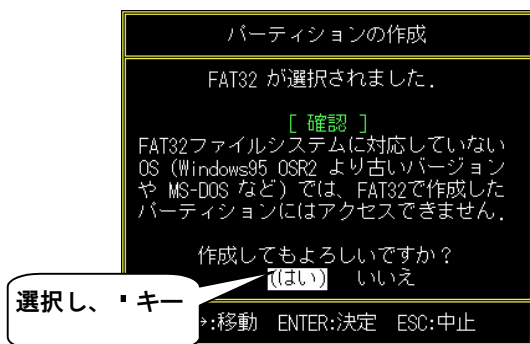 パーティションの作成
FAT32 が選択されました.
[ 確認 ]
FAT32ファイルシステムに対応していない
OS (Windows95 OSR2 より古いバージョン
や MS-DOS など) では、FAT32で作成した
パーティションにはアクセスできません.
作成してもよろしいですか?
(はい) いいえ
選択し、 キー
:移動 ENTER:決定 ESC:中止